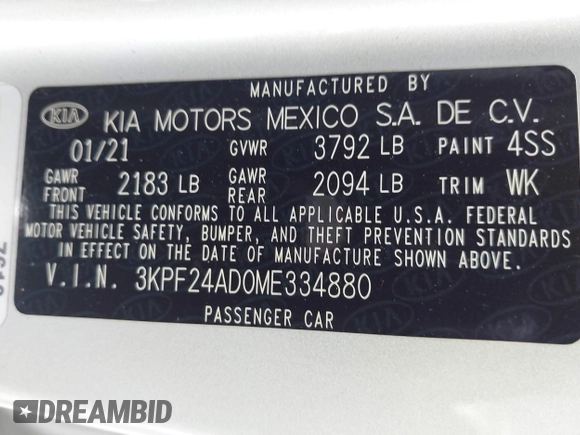 MANUFACTURED BY
KIA KIA MOTORS MEXICO S.A. DE C.V.
01/21 GVWR 3792 LB PAINT 4SS
GAWR FRONT 2183 LB GAWR REAR 2094 LB TRIM WK
THIS VEHICLE CONFORMS TO ALL APPLICABLE U.S.A. FEDERAL
MOTOR VEHICLE SAFETY, BUMPER, AND THEFT PREVENTION STANDARDS
IN EFFECT ON THE DATE OF MANUFACTURE SHOWN ABOVE.
V.I.N. 3KPF24AD0ME334880
PASSENGER CAR
DREAMBID